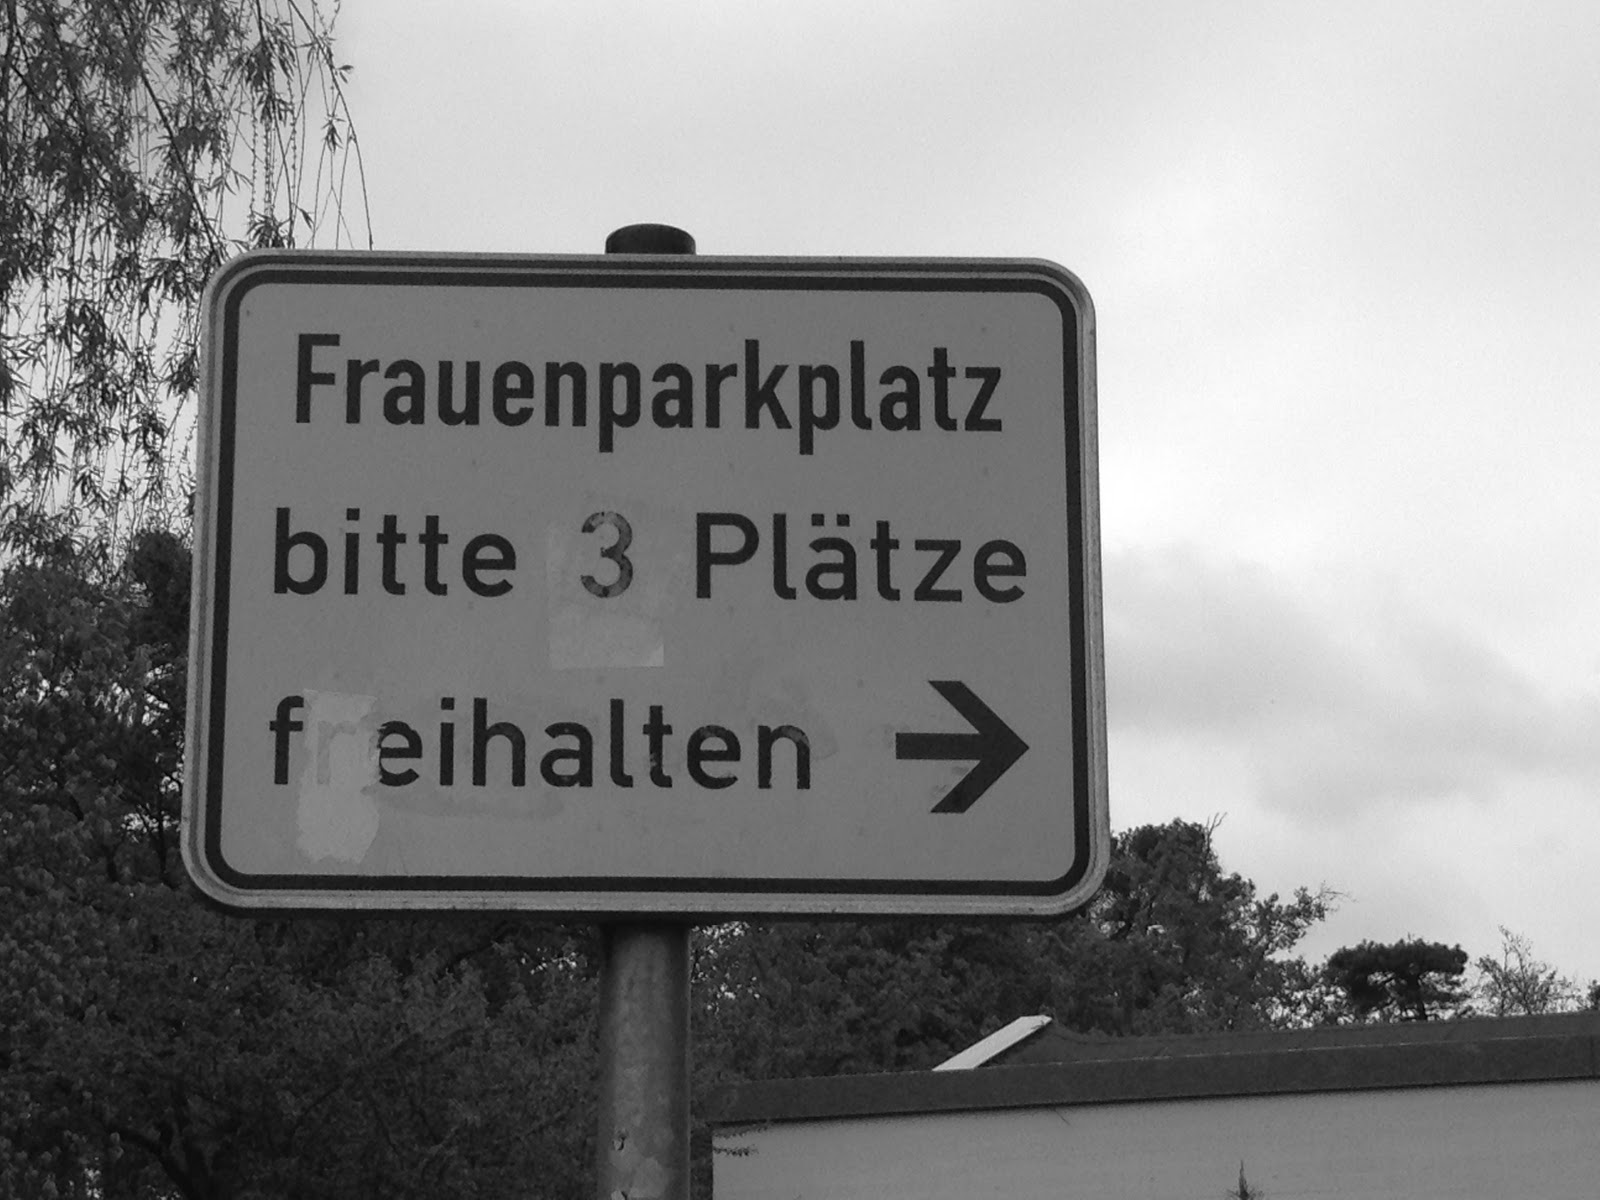 Frauenparkplatz
bitte 3 Plätze
freihalten →